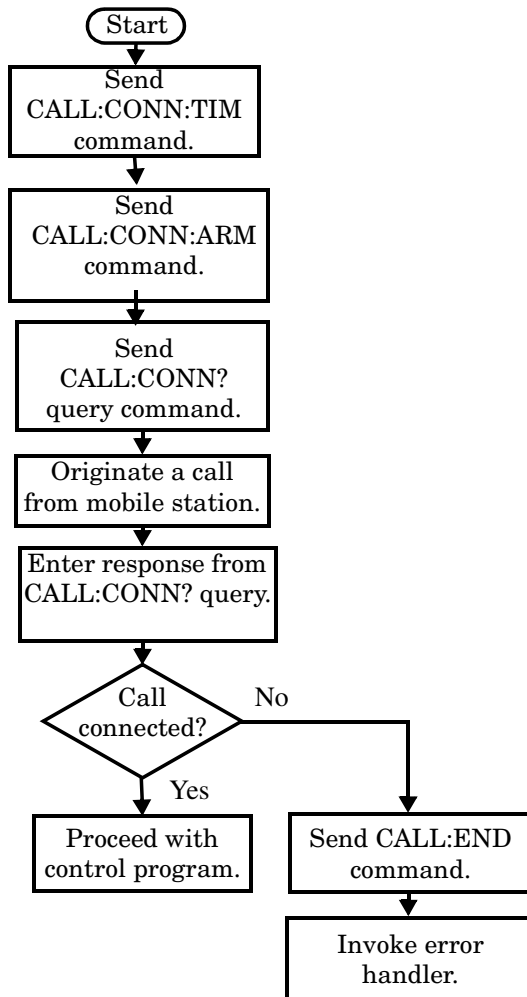 Start
Send
CALL:CONN:TIM
command.
Send
CALL:CONN:ARM
command.
Send
CALL:CONN?
query command.
Originate a call
from mobile station.
Enter response from
CALL:CONN? query.
Call
connected?
No
Yes
Proceed with
control program.
Send CALL:END
command.
Invoke error
handler.